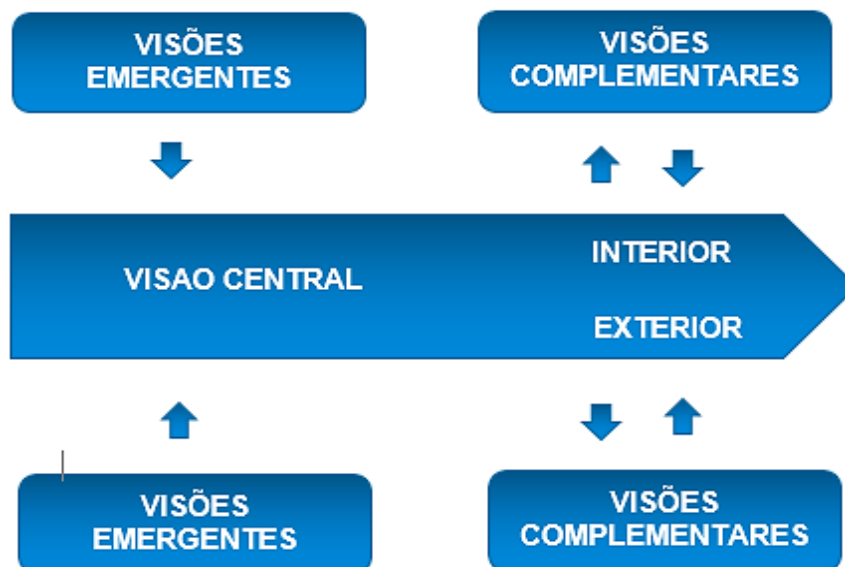 VISÕES
EMERGENTES
VISÕES
COMPLEMENTARES
VISAO CENTRAL
INTERIOR
EXTERIOR
VISÕES
EMERGENTES
VISÕES
COMPLEMENTARES